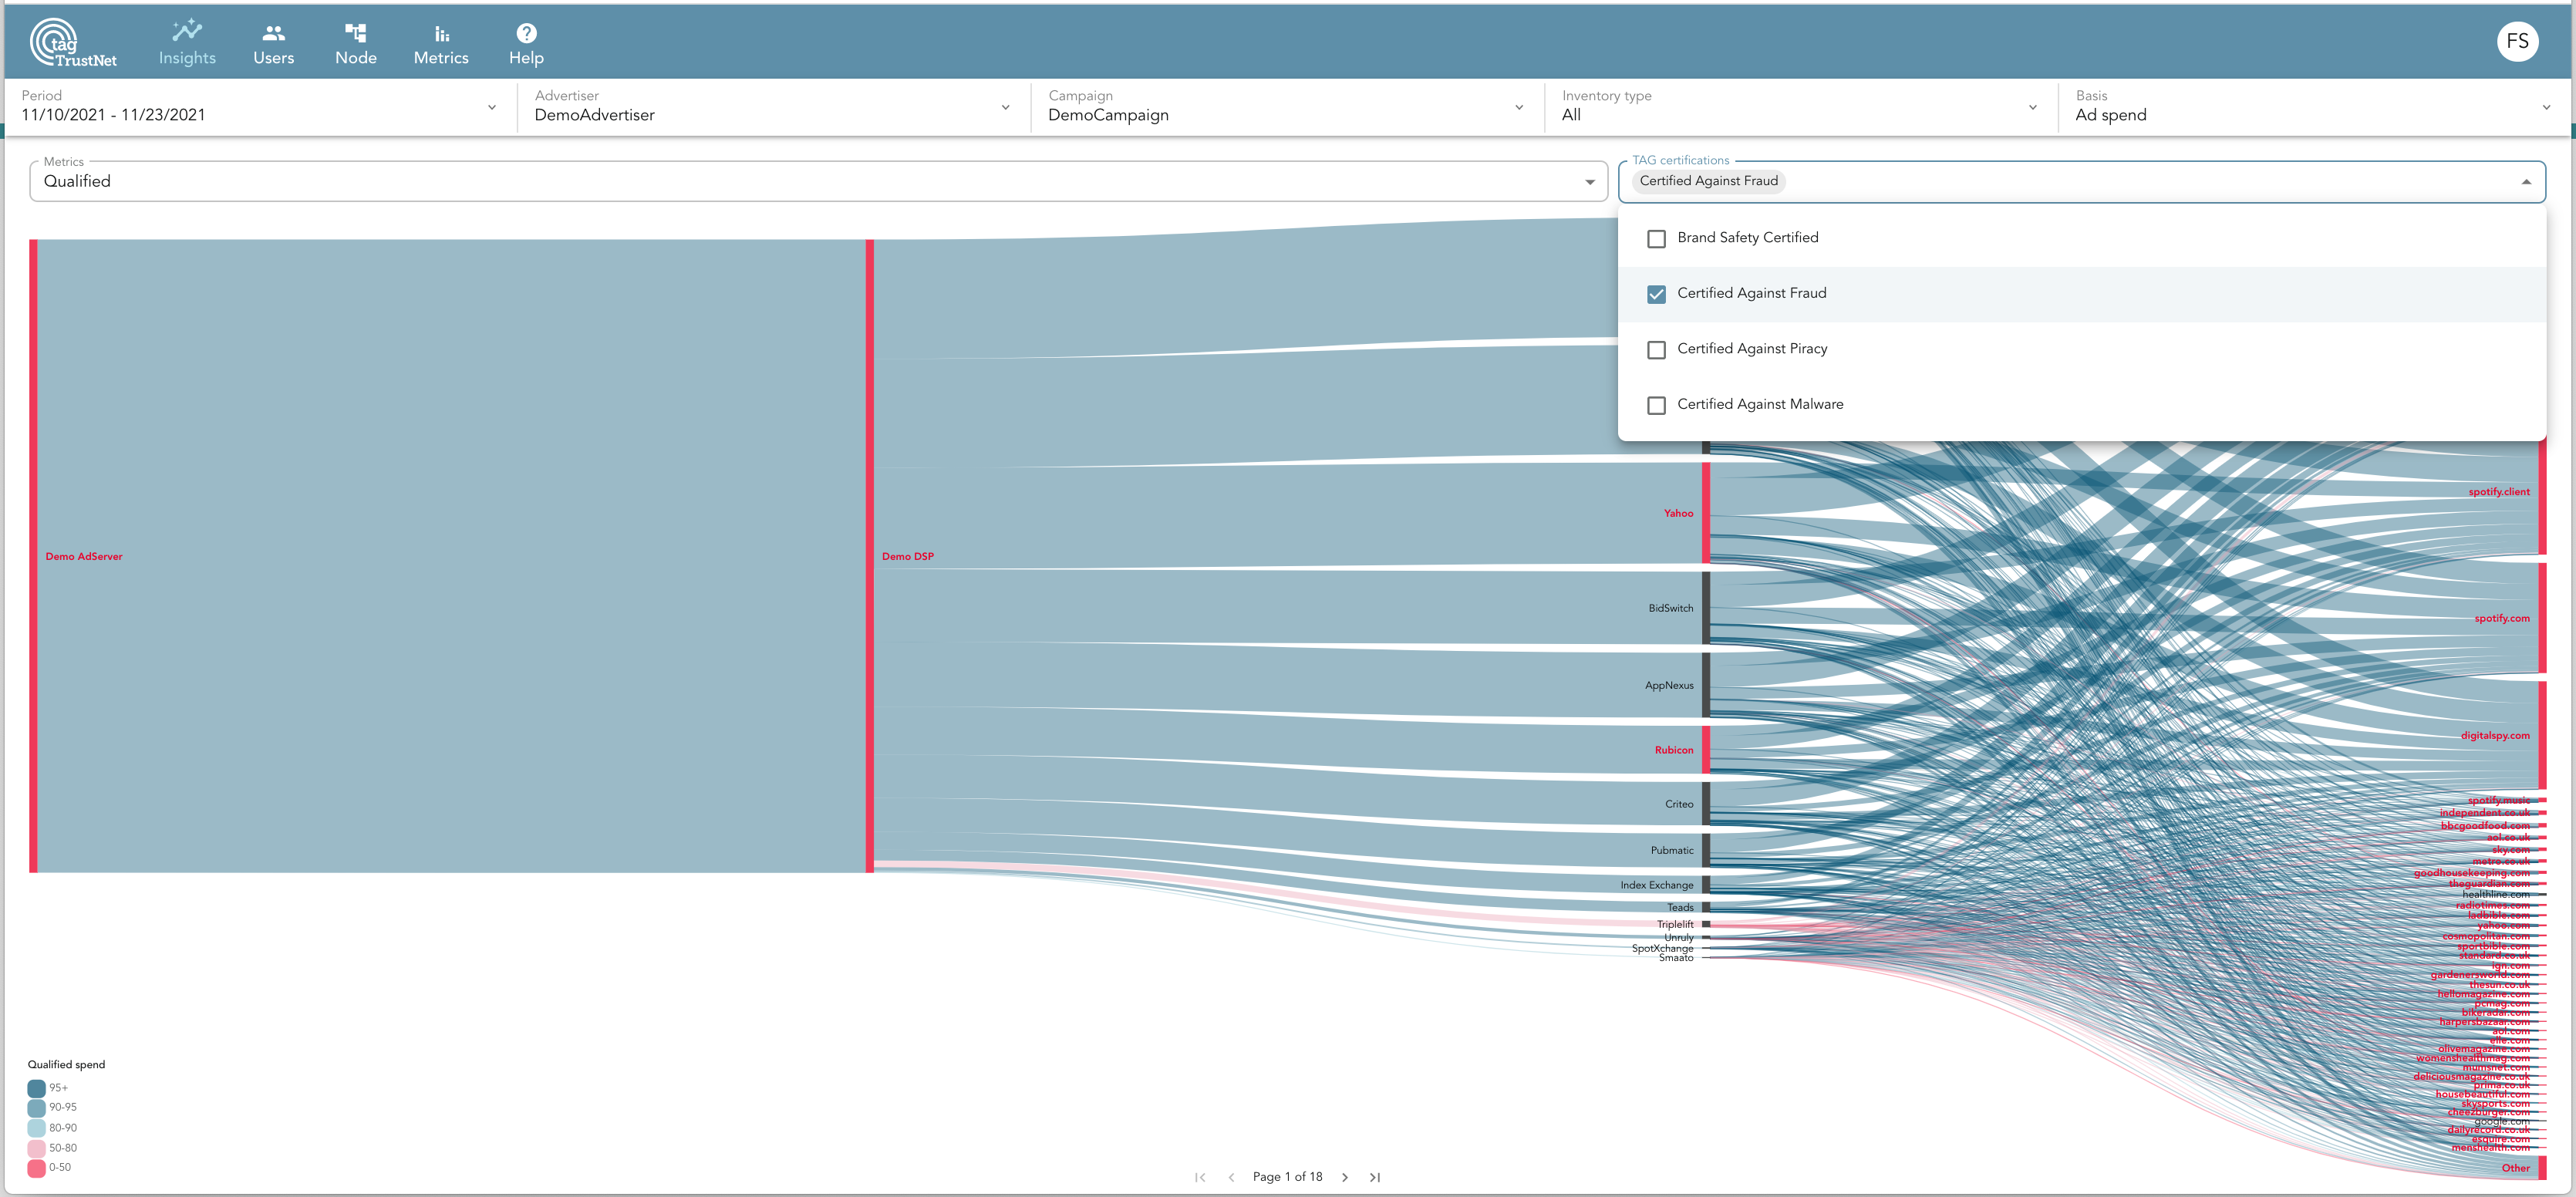 tag
TrustNet
Insights
Users
Node
Metrics
Help
FS
Period
11/10/2021 - 11/23/2021
Advertiser
DemoAdvertiser
Campaign
DemoCampaign
Inventory type
All
Basis
Ad spend
Metrics
Qualified
TAG certifications
Certified Against Fraud
Brand Safety Certified
Certified Against Fraud
Certified Against Piracy
Certified Against Malware
Demo AdServer
Demo DSP
Yahoo
BidSwitch
AppNexus
Rubicon
Criteo
Pubmatic
Index Exchange
Teads
Triplelift
Unruly
SpotXchange
Smaato
spotify.client
spotify.com
digitalspy.com
spotify.music
independent.co.uk
bbcgoodfood.com
aol.co.uk
sky.com
metro.co.uk
goodhousekeeping.com
theguardian.com
healthline.com
radiotimes.com
ladbible.com
yahoo.com
cosmopolitan.com
sportbible.com
standard.co.uk
ign.com
gardenersworld.com
thesun.co.uk
hellomagazine.com
pcmag.com
bikeradar.com
harpersbazaar.com
aol.com
elle.com
olivemagazine.com
womenshealthmag.com
mumsnet.com
deliciousmagazine.co.uk
prima.co.uk
housebeautiful.com
skysports.com
cheezburger.com
google.com
dailyrecord.co.uk
esquire.com
menshealth.com
Other
Qualified spend
95+
90-95
80-90
50-80
0-50
Page 1 of 18